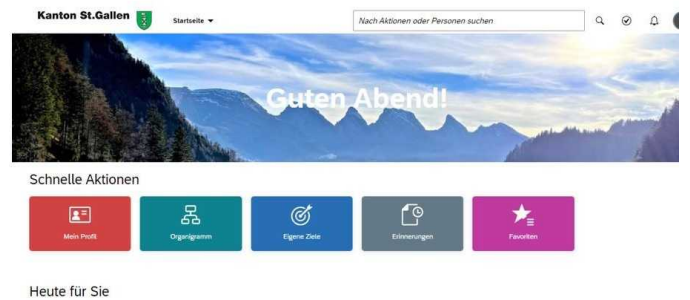 Kanton St.Gallen
Startseite
Nach Aktionen oder Personen suchen
Guten Abend!
Schnelle Aktionen
Mein Profil
Organigramm
Eigene Ziele
Erinnerungen
Favoriten
Heute für Sie